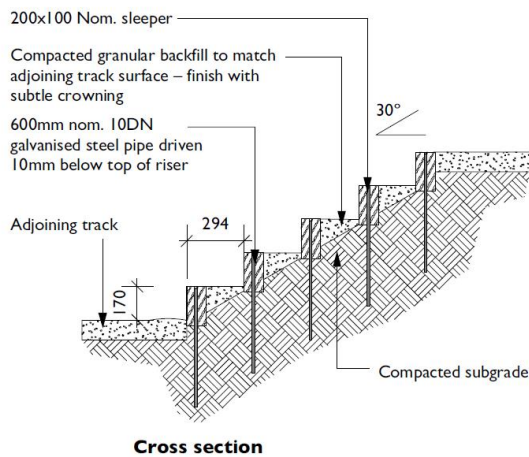 200x100 Nom. sleeper
Compacted granular backfill to match
adjoining track surface – finish with
subtle crowning
30°
600mm nom. 10DN
galvanised steel pipe driven
10mm below top of riser
Adjoining track
294
170
Compacted subgrade
Cross section